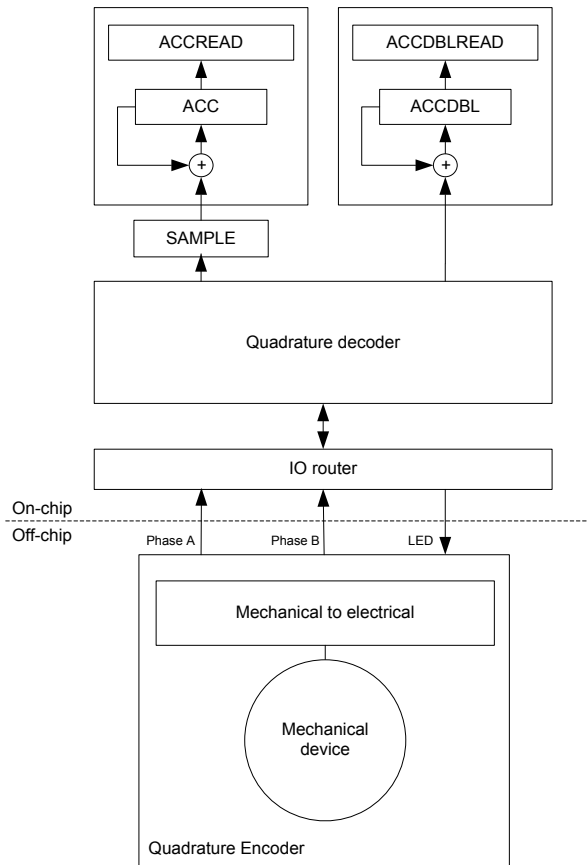 ACCREAD
ACCDBLREAD
ACC
ACCDBL
+
+
SAMPLE
Quadrature decoder
IO router
On-chip
Off-chip
Phase A
Phase B
LED
Mechanical to electrical
Mechanical
device
Quadrature Encoder